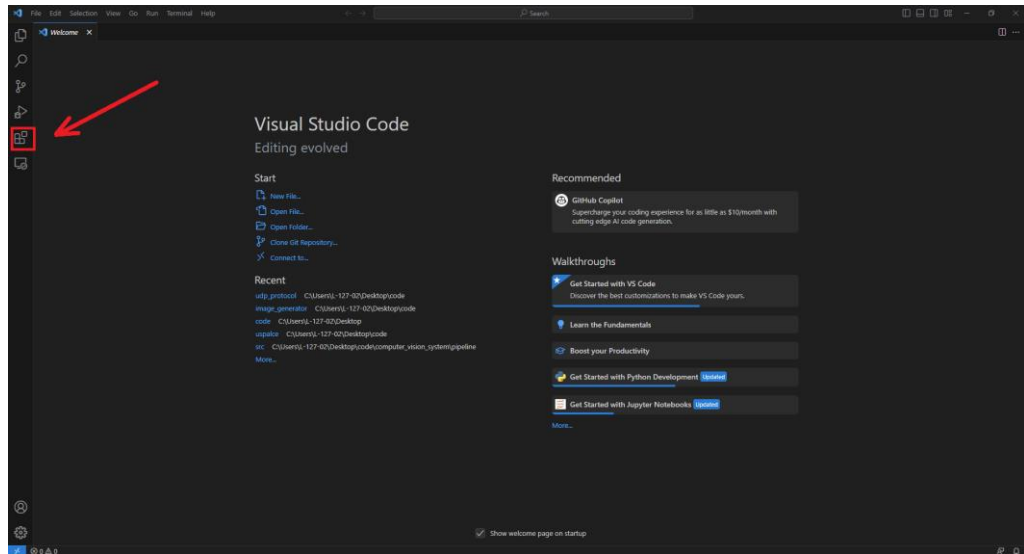 File Edit Selection View Go Run Terminal Help
Search
Welcome
Visual Studio Code
Editing evolved
Start
New File...
Open File...
Open Folder...
Clone Git Repository...
Connect to...
Recent
udp_protocol C:\Users\L-127-02\Desktop\code
image_generator C:\Users\L-127-02\Desktop\code
code C:\Users\L-127-02\Desktop
uspalce C:\Users\L-127-02\Desktop\code
src C:\Users\L-127-02\Desktop\code\computer_vision_system\pipeline
More...
Recommended
GitHub Copilot
Supercharge your coding experience for as little as $10/month with
cutting edge AI code generation.
Walkthroughs
Get Started with VS Code
Discover the best customizations to make VS Code yours.
Learn the Fundamentals
Boost your Productivity
Get Started with Python Development Updated
Get Started with Jupyter Notebooks Updated
More...
Show welcome page on startup
0 0